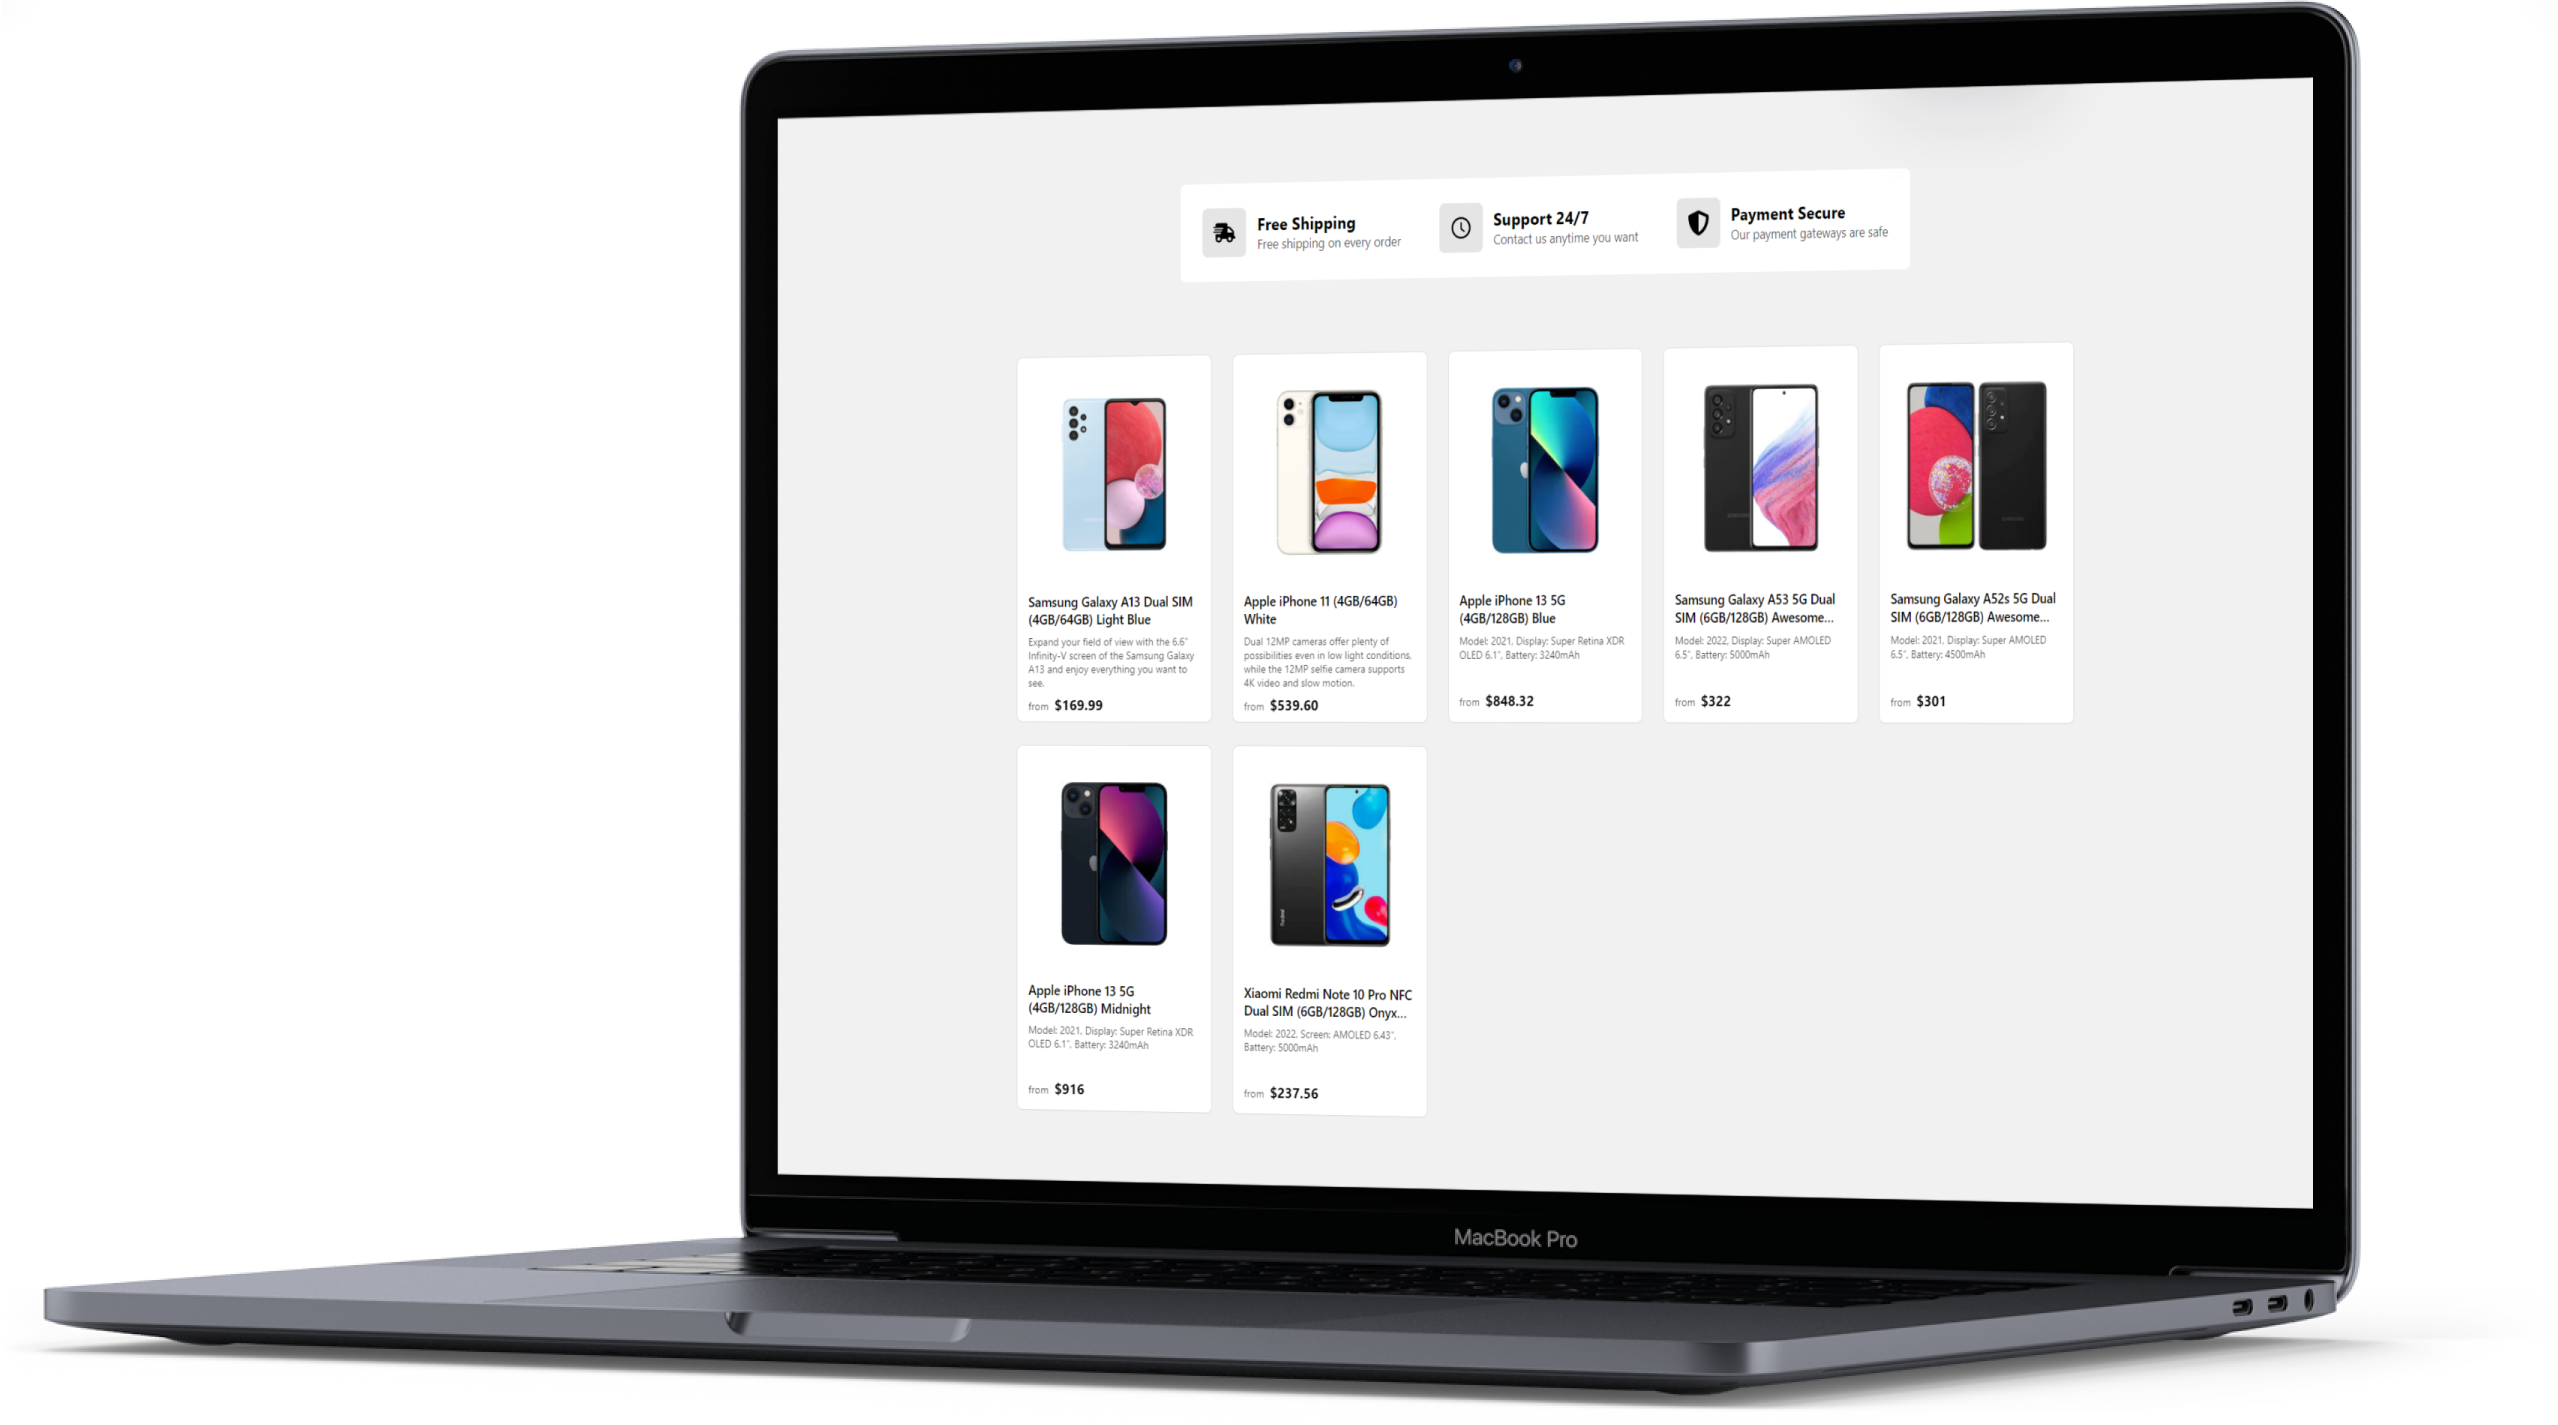 Free Shipping
Free shipping on every order
Support 24/7
Contact us anytime you want
Payment Secure
Our payment gateways are safe
Samsung Galaxy A13 Dual SIM
(4GB/64GB) Light Blue
Expand your field of view with the 6.6"
Infinity-V screen of the Samsung Galaxy
A13 and enjoy everything you want to
see.
from $169.99
Apple iPhone 11 (4GB/64GB)
White
Dual 12MP cameras offer plenty of
possibilities even in low light conditions,
while the 12MP selfie camera supports
4K video and slow motion.
from $539.60
Apple iPhone 13 5G
(4GB/128GB) Blue
Model: 2021, Display: Super Retina XDR
OLED 6.1", Battery: 3240mAh
from $848.32
Samsung Galaxy A53 5G Dual
SIM (6GB/128GB) Awesome...
Model: 2022, Display: Super AMOLED
6.5", Battery: 5000mAh
from $322
Samsung Galaxy A52s 5G Dual
SIM (6GB/128GB) Awesome...
Model: 2021, Display: Super AMOLED
6.5", Battery: 4500mAh
from $301
Apple iPhone 13 5G
(4GB/128GB) Midnight
Model: 2021, Display: Super Retina XDR
OLED 6.1", Battery: 3240mAh
from $916
Xiaomi Redmi Note 10 Pro NFC
Dual SIM (6GB/128GB) Onyx...
Model: 2022, Screen: AMOLED 6.43",
Battery: 5000mAh
from $237.56
MacBook Pro